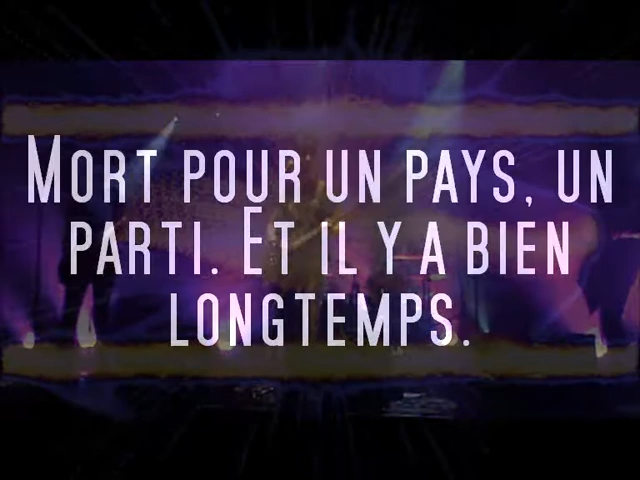 Mort pour un pays, un
parti. Et il y a bien
longtemps.